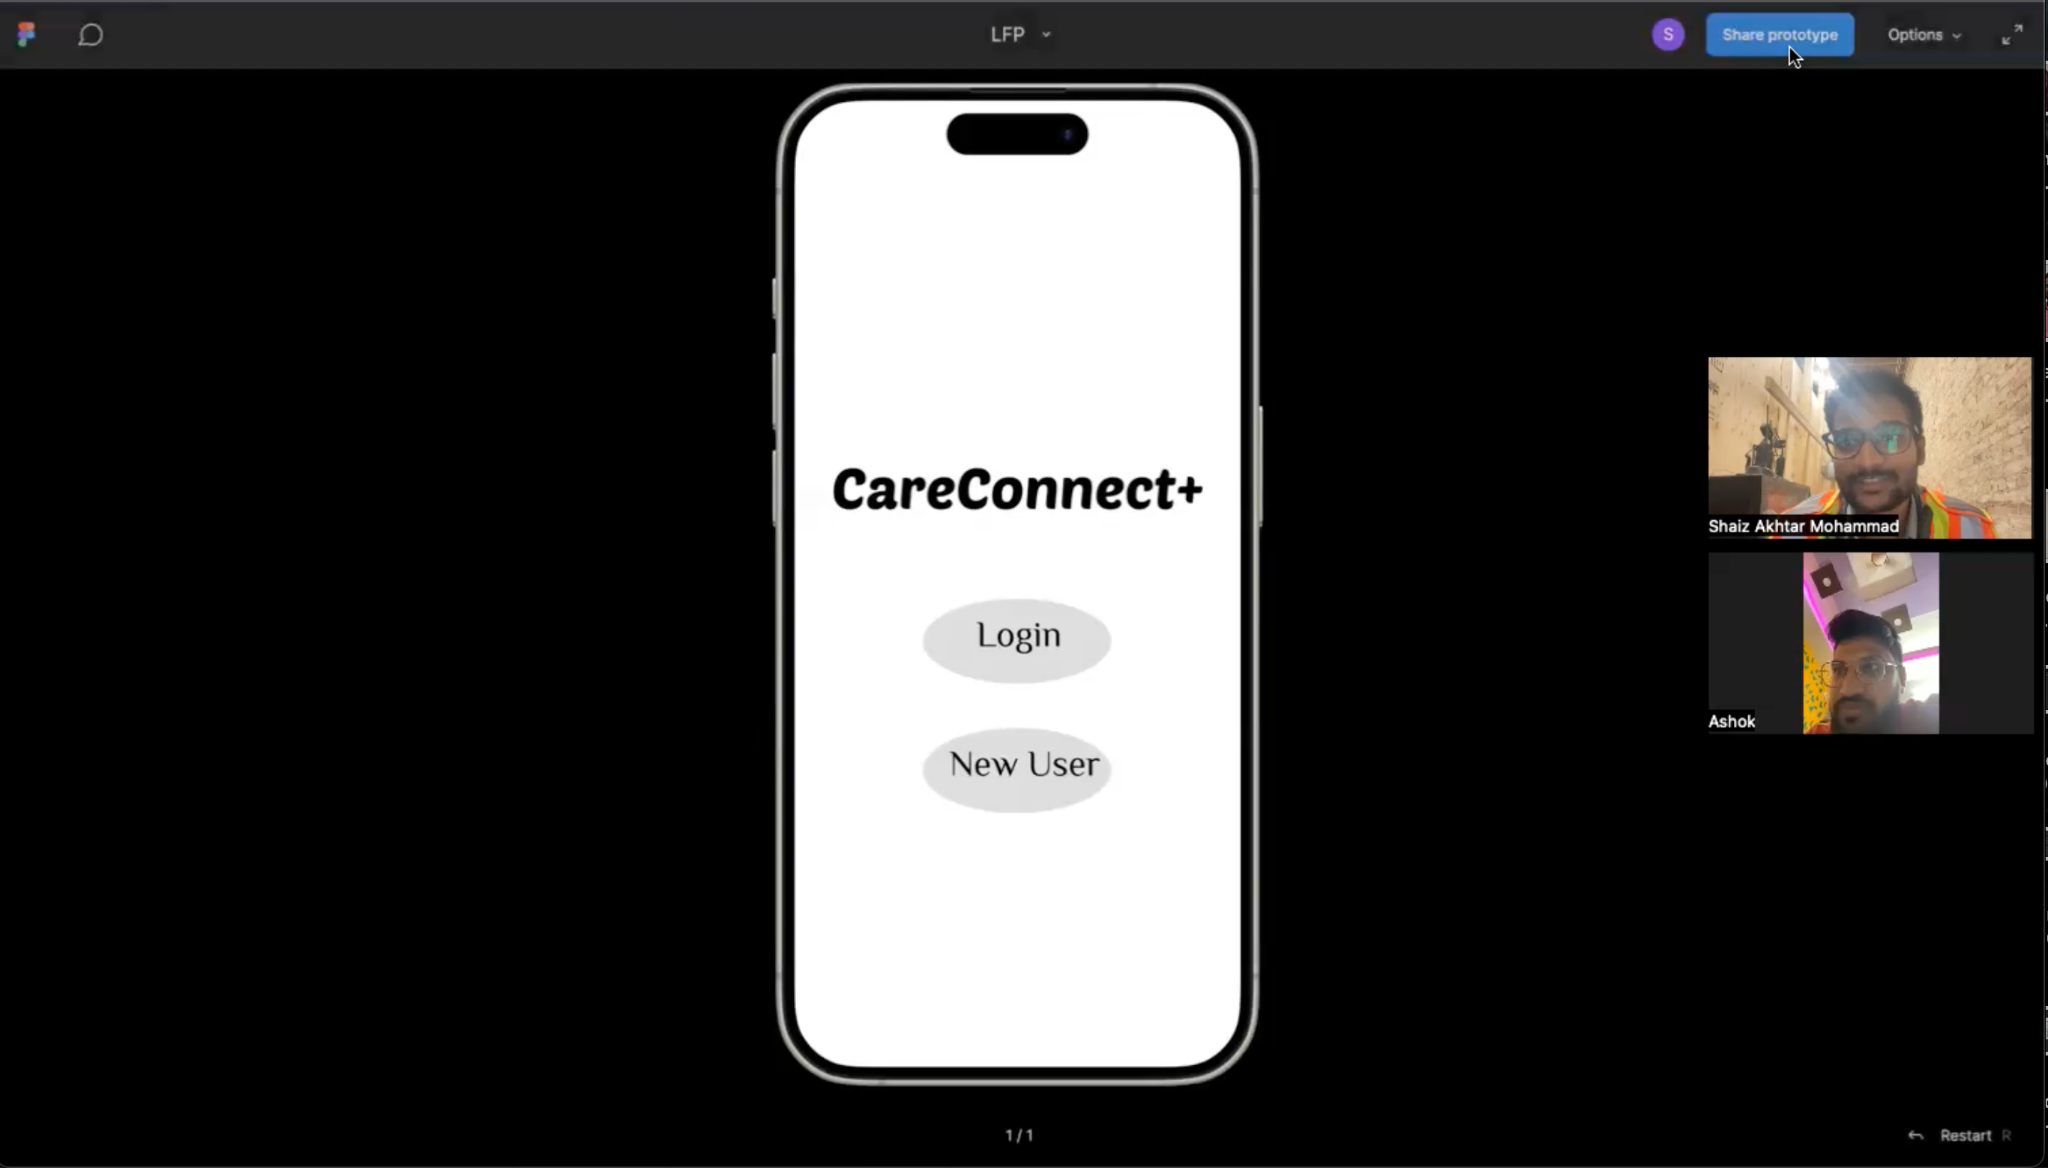 LFP
S
Share prototype
Options
CareConnect+
Login
New User
Shaiz Akhtar Mohammad
Ashok
1 / 1
Restart R